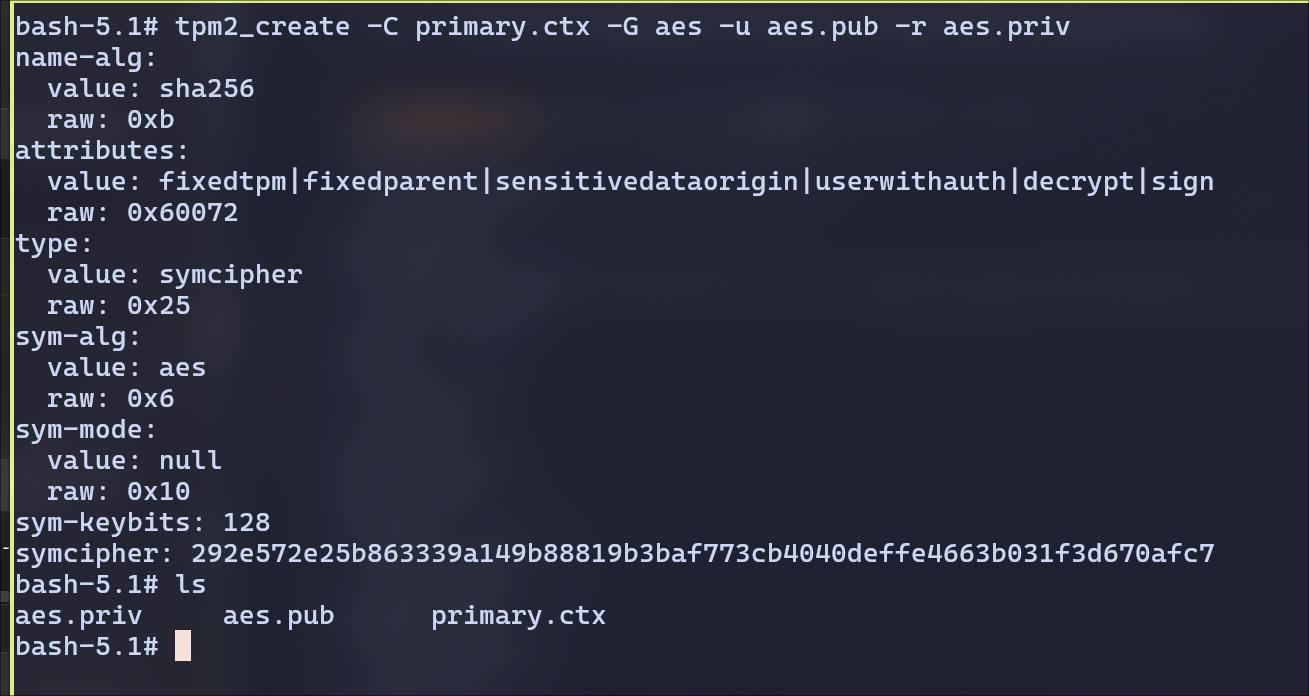 bash-5.1# tpm2_create -C primary.ctx -G aes -u aes.pub -r aes.priv
name-alg:
  value: sha256
  raw: 0xb
attributes:
  value: fixedtpm|fixedparent|sensitivedataorigin|userwithauth|decrypt|sign
  raw: 0x60072
type:
  value: symcipher
  raw: 0x25
sym-alg:
  value: aes
  raw: 0x6
sym-mode:
  value: null
  raw: 0x10
sym-keybits: 128
symcipher: 292e572e25b863339a149b88819b3baf773cb4040deffe4663b031f3d670afc7
bash-5.1# ls
aes.priv     aes.pub      primary.ctx
bash-5.1#